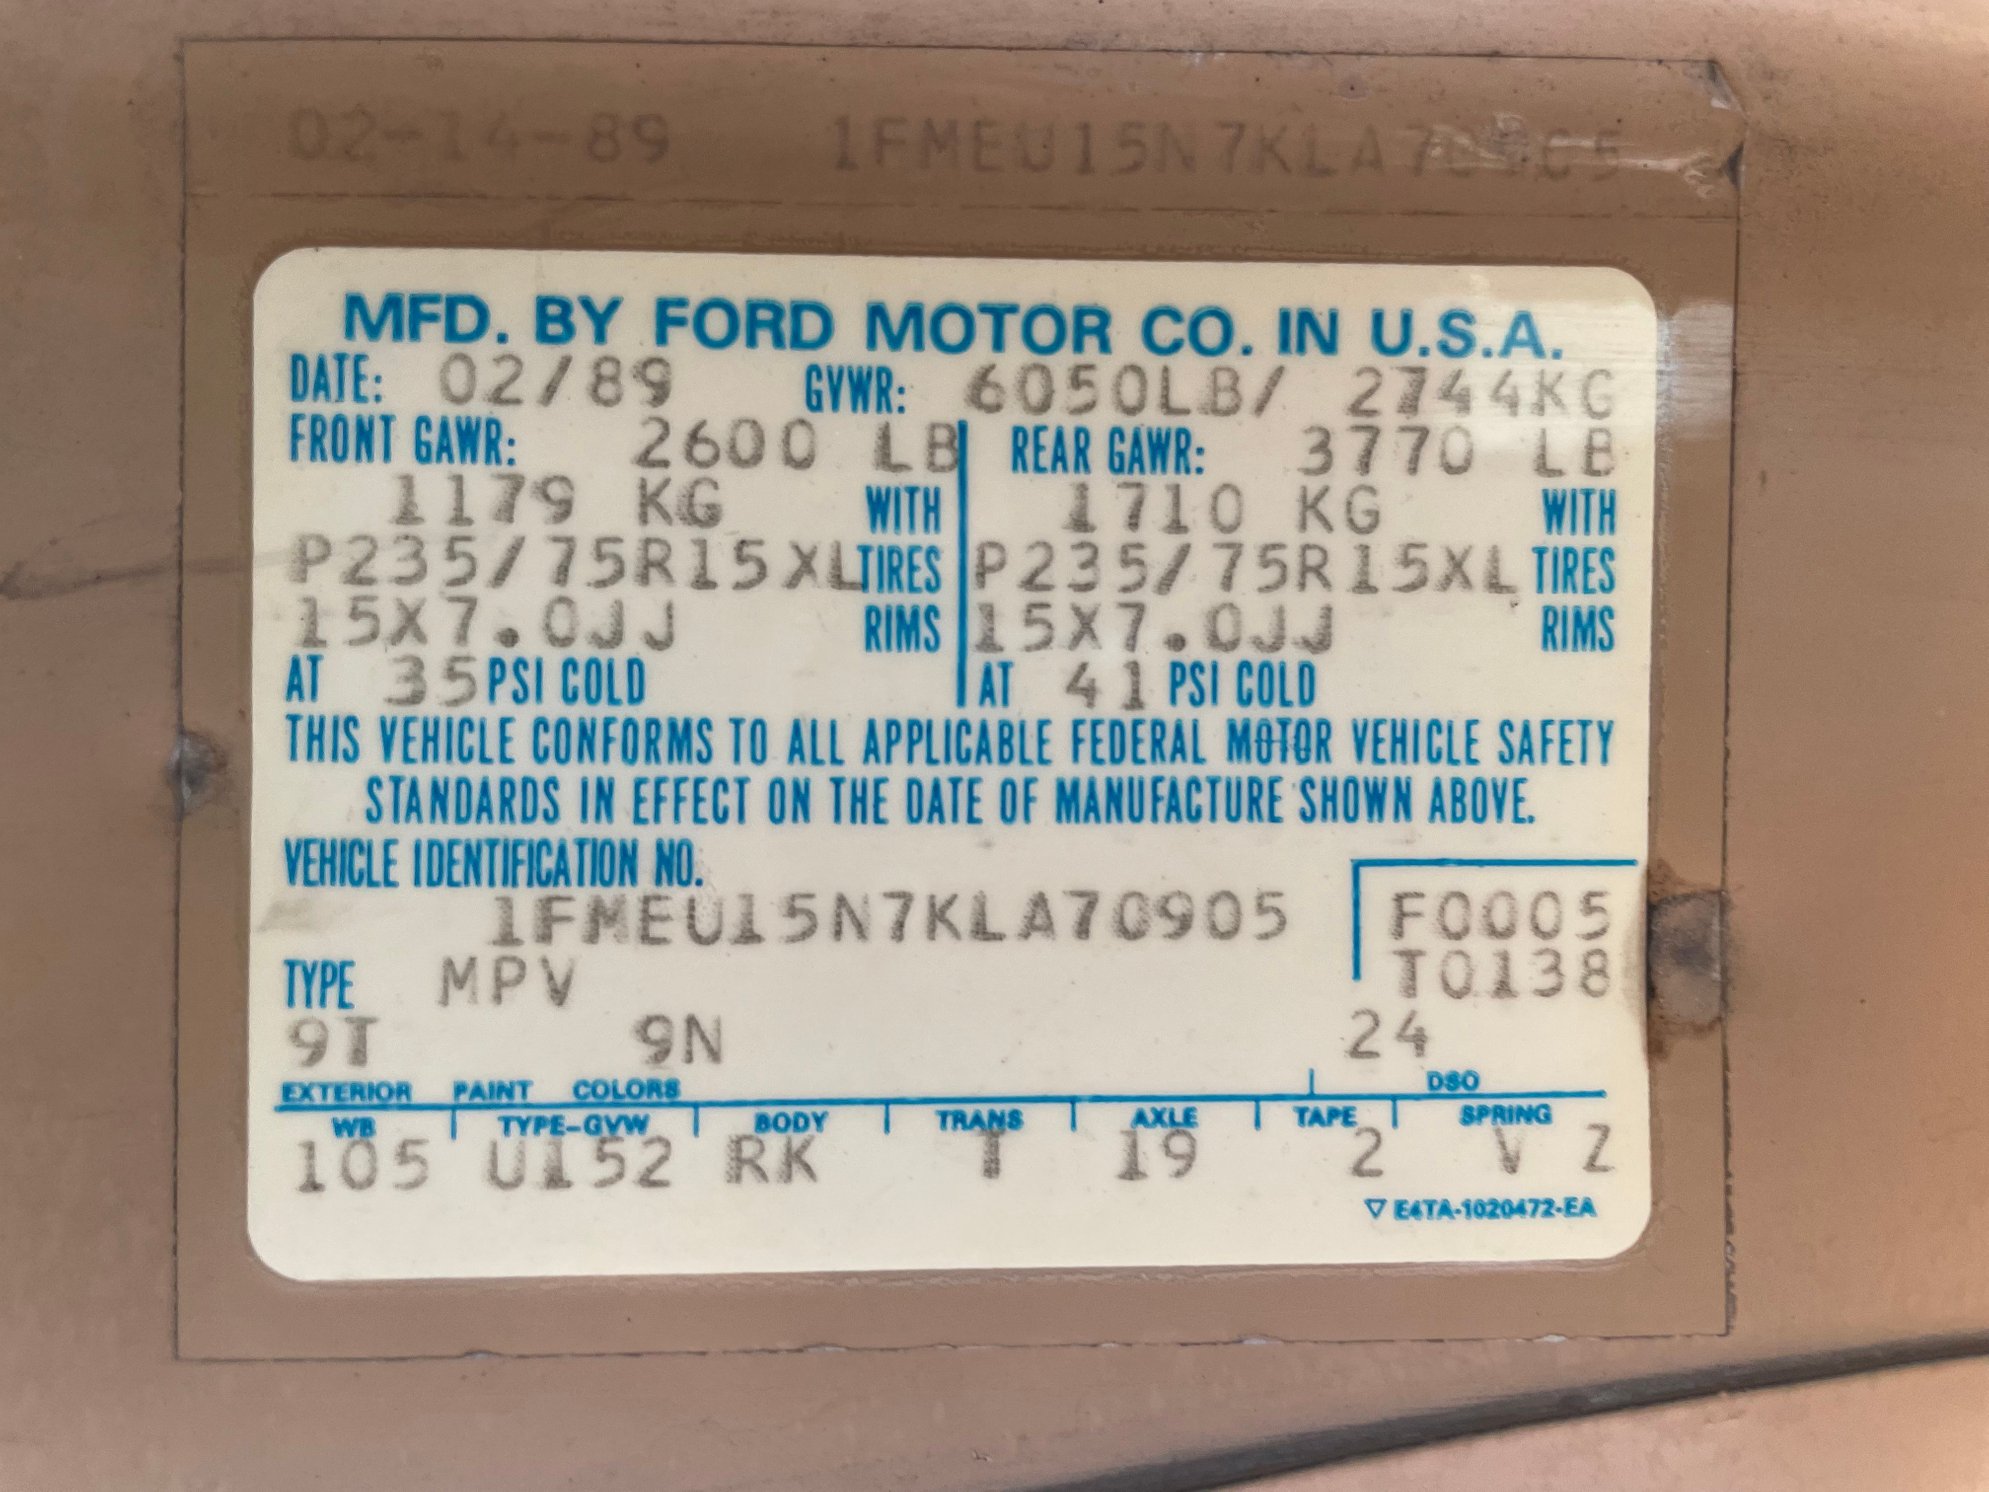 02-14-89 1FMEU15N7KLA70905
MFD. BY FORD MOTOR CO. IN U.S.A.
DATE: 02/89 GVWR: 6050LB/ 2744KG
FRONT GAWR: 2600 LB REAR GAWR: 3770 LB
1179 KG WITH 1710 KG WITH
P235/75R15XL TIRES P235/75R15XL TIRES
15X7.0JJ RIMS 15X7.0JJ RIMS
AT 35 PSI COLD AT 41 PSI COLD
THIS VEHICLE CONFORMS TO ALL APPLICABLE FEDERAL MOTOR VEHICLE SAFETY
STANDARDS IN EFFECT ON THE DATE OF MANUFACTURE SHOWN ABOVE.
VEHICLE IDENTIFICATION NO.
1FMEU15N7KLA70905 F0005
TYPE MPV T0138
9T 9N 24
EXTERIOR PAINT COLORS DSO
WB TYPE-GVW BODY TRANS AXLE TAPE SPRING
105 U152 RK T 19 2 V Z
▽ E4TA-1020472-EA